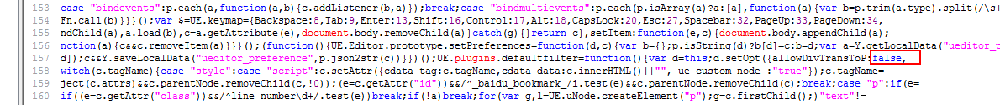 153 case "bindevents":p.each(a,function(a,b){c.addListener(b,a)});break;case "bindmultievents":p.each(p.isArray(a)?a:[a],function(a){var b=p.trim(a.type).split(/\s+
154 Fn.call(b)}}}();var $=UE.keymap={Backspace:8,Tab:9,Enter:13,Shift:16,Control:17,Alt:18,CapsLock:20,Esc:27,Spacebar:32,PageUp:33,PageDown:34,
155 ndChild(a),a.load(b),c=a.getAttribute(e),document.body.removeChild(a)}catch(g){}return c},setItem:function(e,c){document.body.appendChild(a);
156 nction(a){c&&c.removeItem(a)}}}();(function(){UE.Editor.prototype.setPreferences=function(d,c){var b={};p.isString(d)?b[d]=c:b=d;var a=Y.getLocalData("ueditor_p
157 d]);c&&Y.saveLocalData("ueditor_preference",p.json2str(c))}})();UE.plugins.defaultfilter=function(){var d=this;d.setOpt({allowDivTransToP:false,
158 witch(c.tagName){case "style":case "script":c.setAttr({cdata_tag:c.tagName,cdata_data:c.innerHTML()||"",_ue_custom_node_:"true"});c.tagName=
159 ject(c.attrs)&&c.parentNode.removeChild(c,!0));(e=c.getAttr("id"))&&/^_baidu_bookmark_/i.test(e)&&c.parentNode.removeChild(c);break;case "p":if(e=
160 if((e=c.getAttr("class"))&&/^line number\d+/.test(e))break;if(!a)break;for(var g,l=UE.uNode.createElement("p");g=c.firstChild();)"text"!=